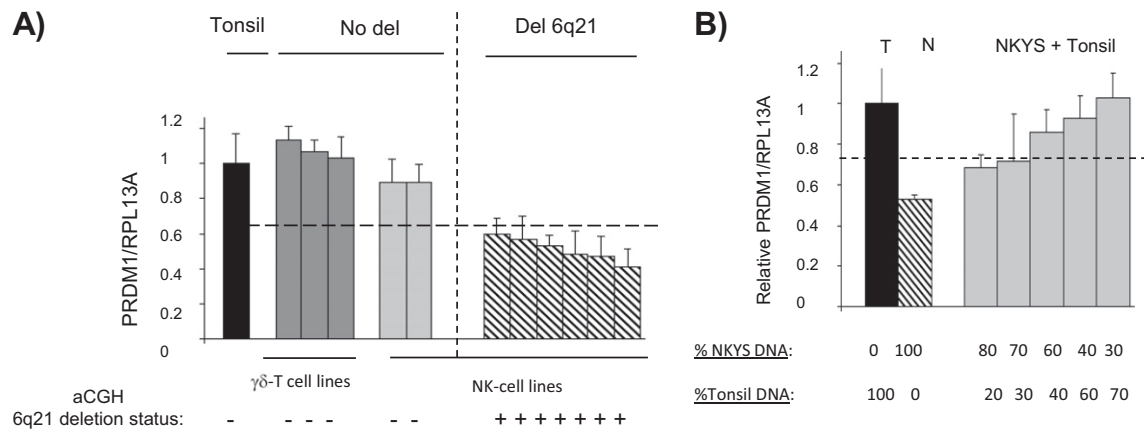 A)
Tonsil
No del
Del 6q21
PRDM1/RPL13A
1.2
1
0.8
0.6
0.4
0.2
0
γδ-T cell lines
NK-cell lines
aCGH
6q21 deletion status: - - - - - - + + + + + + +
B)
T N NKYS + Tonsil
Relative PRDM1/RPL13A
1.2
1
0.8
0.6
0.4
0.2
0
% NKYS DNA: 0 100 80 70 60 40 30
%Tonsil DNA: 100 0 20 30 40 60 70